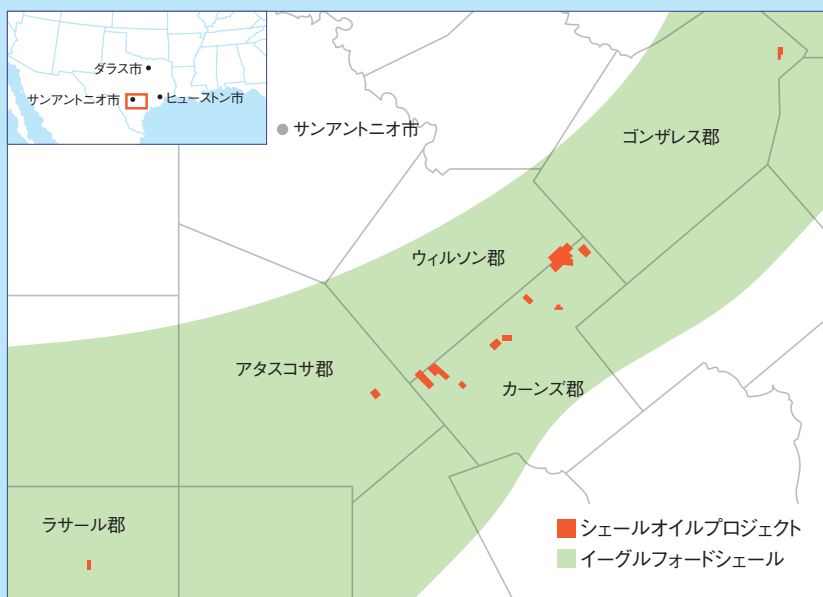 ダラス市
サンアントニオ市
ヒューストン市
サンアントニオ市
ゴンザレス郡
ウィルソン郡
アタスコサ郡
カーンズ郡
ラサール郡
シェールオイルプロジェクト
イーグルフォードシェール